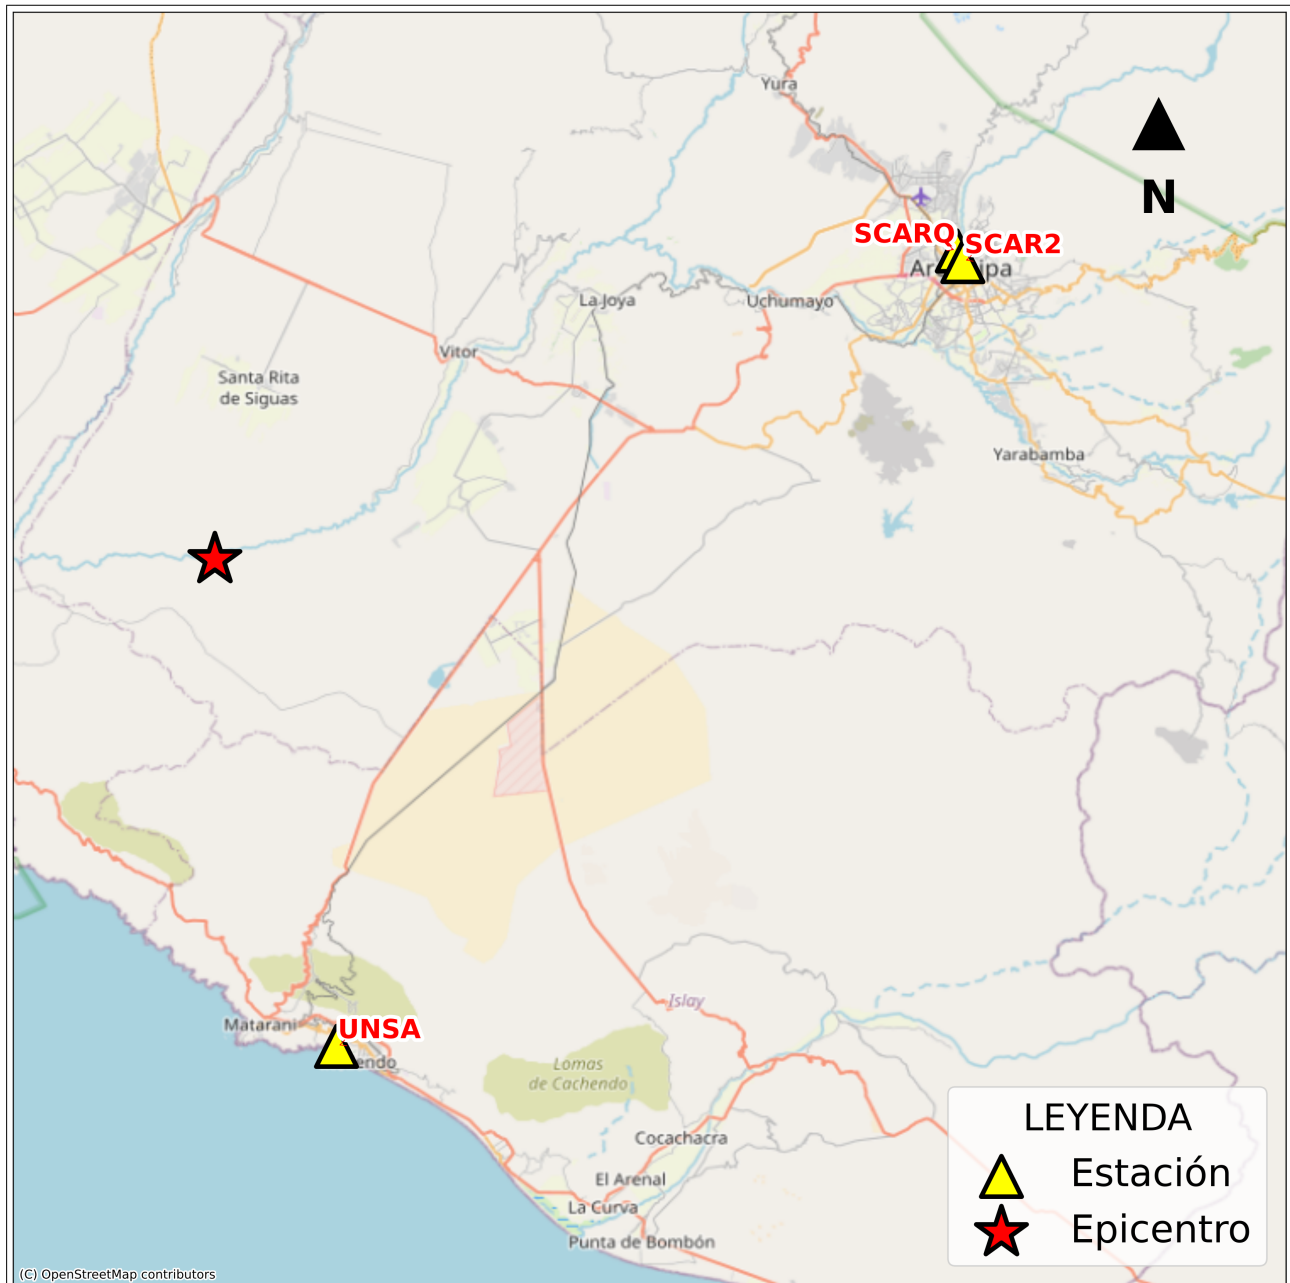 Yura
N
SCARQ
SCAR2
La Joya
Uchumayo
Vitor
Santa Rita
de Siguas
Yarabamba
Islay
Matarani
UNSA
Lomas
de Cachendo
Cocachacra
El Arenal
La Curva
Punta de Bombón
LEYENDA
Estación
Epicentro
(C) OpenStreetMap contributors